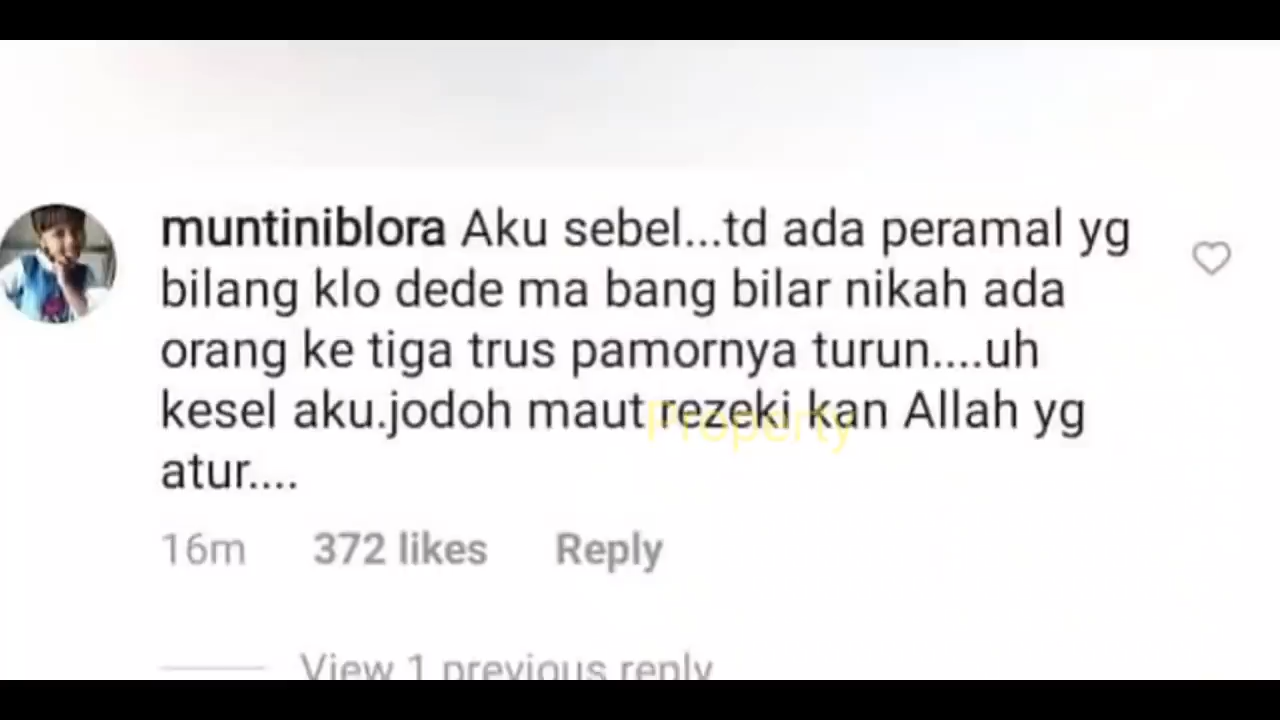 muntiniblora Aku sebel...td ada peramal yg
bilang klo dede ma bang bilar nikah ada
orang ke tiga trus pamornya turun....uh
kesel aku.jodoh maut rezeki kan Allah yg
Property
atur....
16m 372 likes Reply
View 1 previous reply